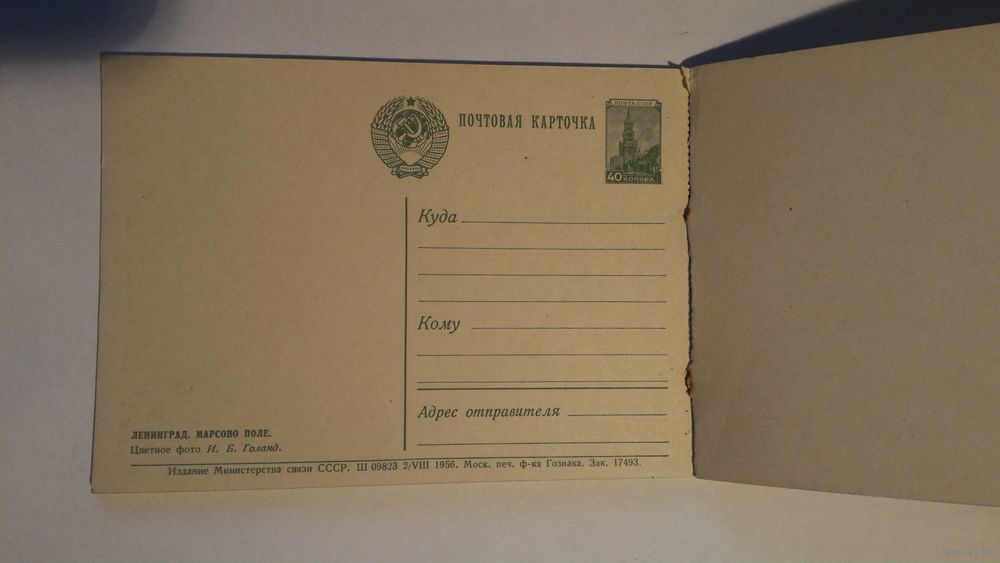 ПОЧТОВАЯ КАРТОЧКА
ПОЧТА СССР
40 КОПЕЕК
Куда
Кому
Адрес отправителя
ЛЕНИНГРАД. МАРСОВО ПОЛЕ.
Цветное фото И. Б. Голанд.
Издание Министерства связи СССР. Ш 09823 2/VIII 1956. Моск. печ. ф-ка Гознака. Зак. 17493.